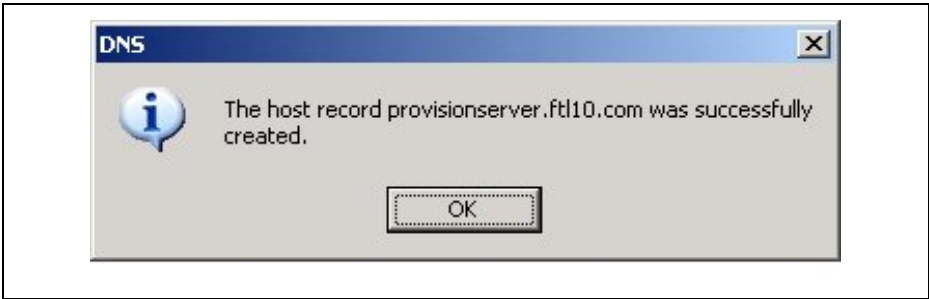 DNS
The host record provisionserver.ftl10.com was successfully
created.
OK